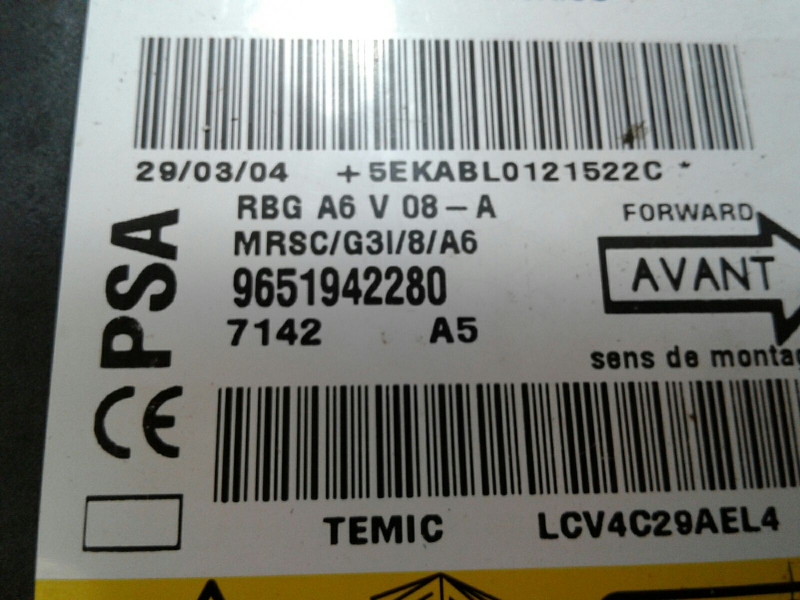 29/03/04 +5EKABL0121522C *
RBG A6 V 08-A
MRSC/G3I/8/A6
9651942280
7142 A5
PSA
CE
FORWARD
AVANT
sens de
TEMIC LCV4C29AEL4